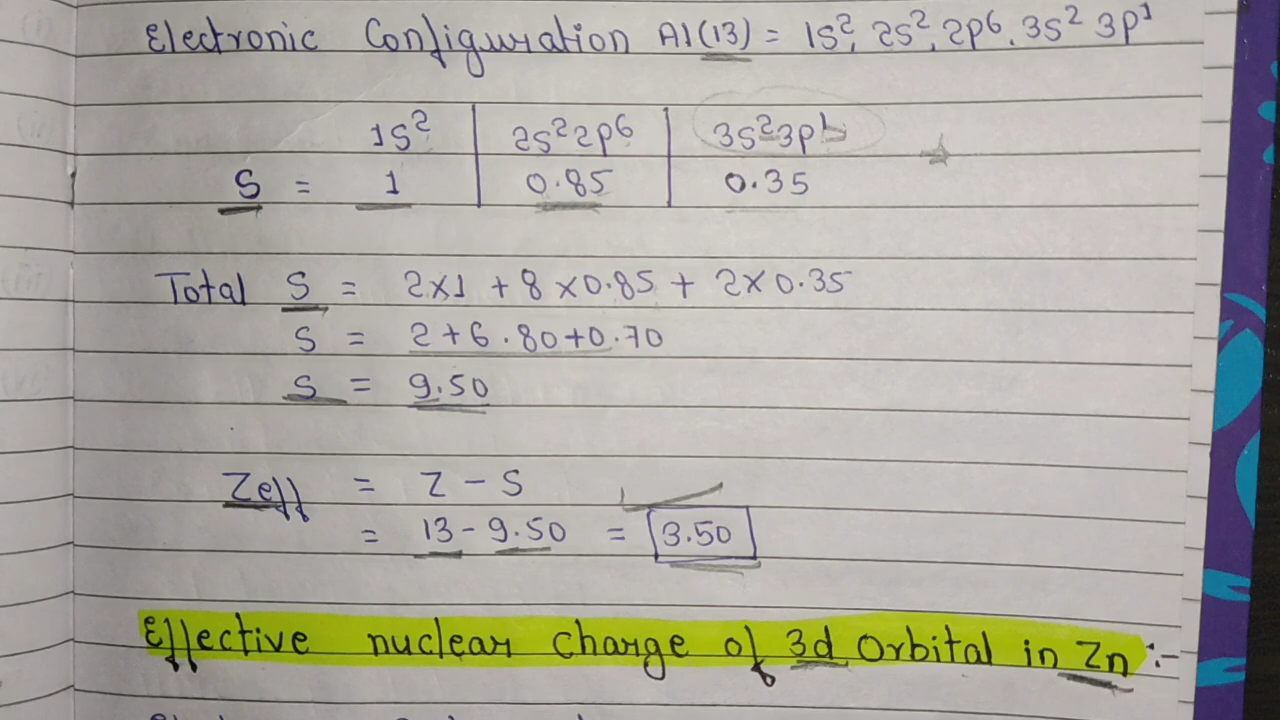 Electronic Configuration Al(13) = 1s², 2s², 2p⁶, 3s² 3p¹
1s² | 2s²2p⁶ | 3s²3p¹
S = 1 | 0.85 | 0.35
Total S = 2×1 + 8×0.85 + 2×0.35
S = 2+6.80+0.70
S = 9.50
Zeff = Z - S
= 13 - 9.50 = 3.50
Effective nuclear charge of 3d orbital in Zn :-